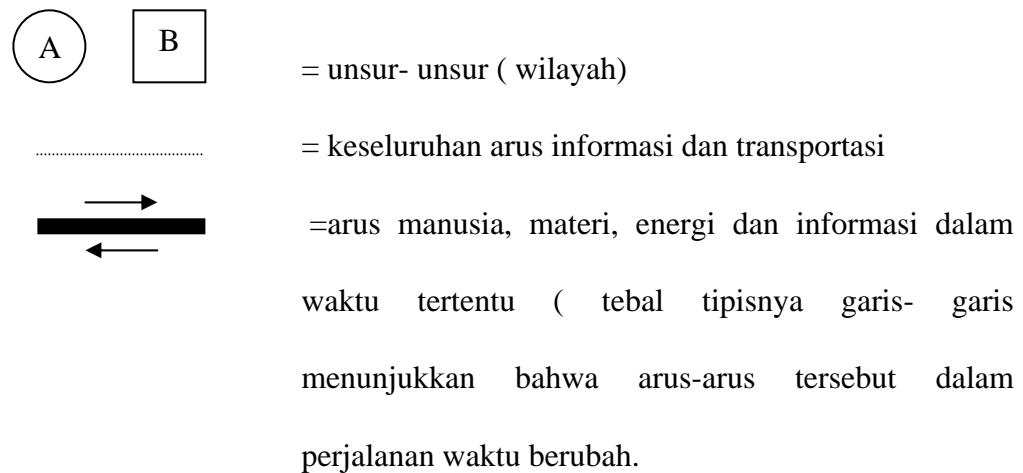 A B
= unsur- unsur ( wilayah)
= keseluruhan arus informasi dan transportasi
=arus manusia, materi, energi dan informasi dalam
waktu tertentu ( tebal tipisnya garis- garis
menunjukkan bahwa arus-arus tersebut dalam
perjalanan waktu berubah.